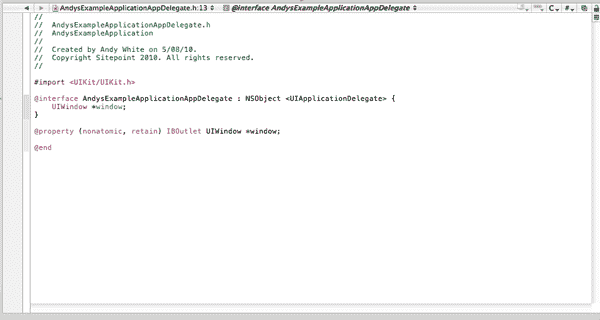 AndysExampleApplicationAppDelegate.h:13 @interface AndysExampleApplicationAppDelegate C #
//
// AndysExampleApplicationAppDelegate.h
// AndysExampleApplication
//
// Created by Andy White on 5/08/10.
// Copyright Sitepoint 2010. All rights reserved.
//
#import <UIKit/UIKit.h>
@interface AndysExampleApplicationAppDelegate : NSObject <UIApplicationDelegate> {
UIWindow *window;
}
@property (nonatomic, retain) IBOutlet UIWindow *window;
@end